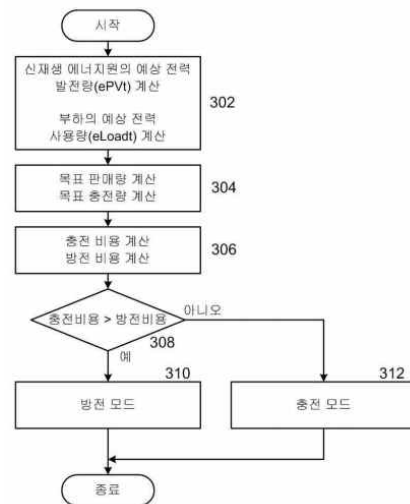 시작
신재생 에너지원의 예상 전력
발전량(ePVt) 계산
부하의 예상 전력
사용량(eLoadt) 계산
302
목표 판매량 계산
목표 충전량 계산
304
충전 비용 계산
방전 비용 계산
306
충전비용 > 방전비용
아니오
308
예
310
방전 모드
312
충전 모드
종료